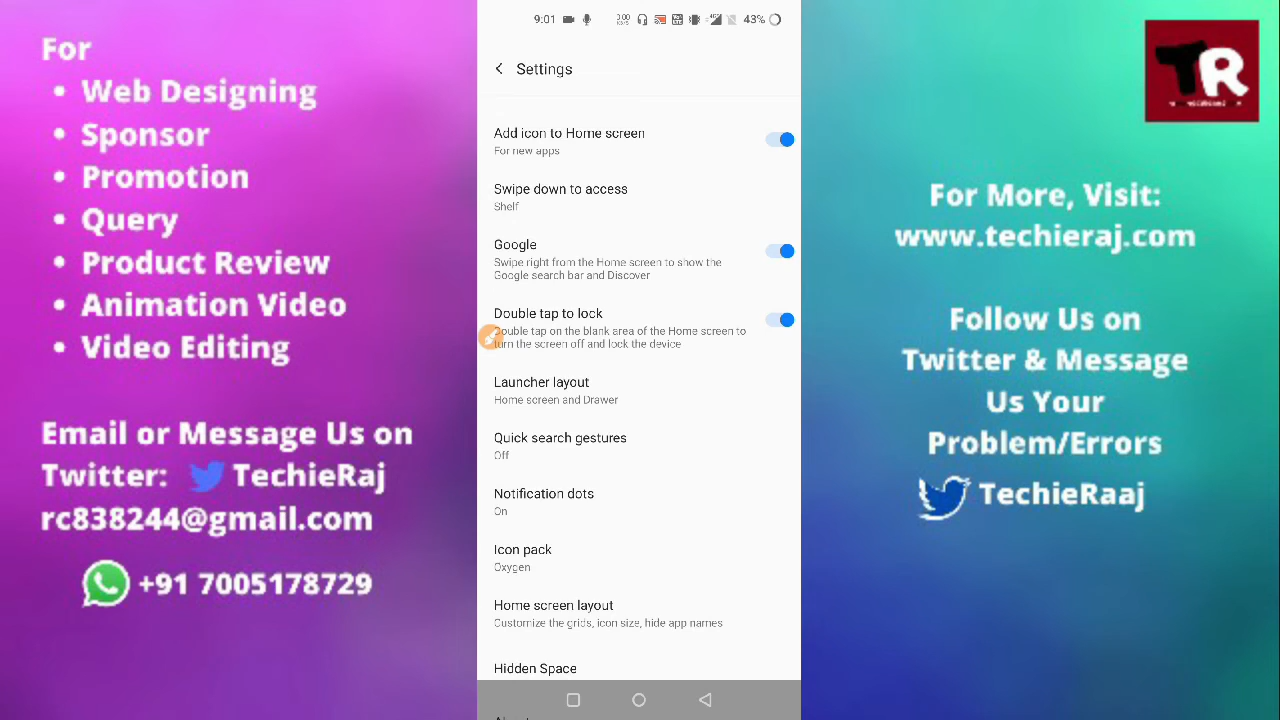 For
• Web Designing
• Sponsor
• Promotion
• Query
• Product Review
• Animation Video
• Video Editing
Email or Message Us on
Twitter: TechieRaj
rc838244@gmail.com
+91 7005178729
9:01
43%
Settings
Add icon to Home screen
For new apps
Swipe down to access
Shelf
Google
Swipe right from the Home screen to show the
Google search bar and Discover
Double tap to lock
Double tap on the blank area of the Home screen to
turn the screen off and lock the device.
Launcher layout
Home screen and Drawer
Quick search gestures
Off
Notification dots
On
Icon pack
Oxygen
Home screen layout
Customize the grids, icon size, hide app names
Hidden Space
TR
For More, Visit:
www.techieraj.com
Follow Us on
Twitter & Message
Us Your
Problem/Errors
TechieRaaj